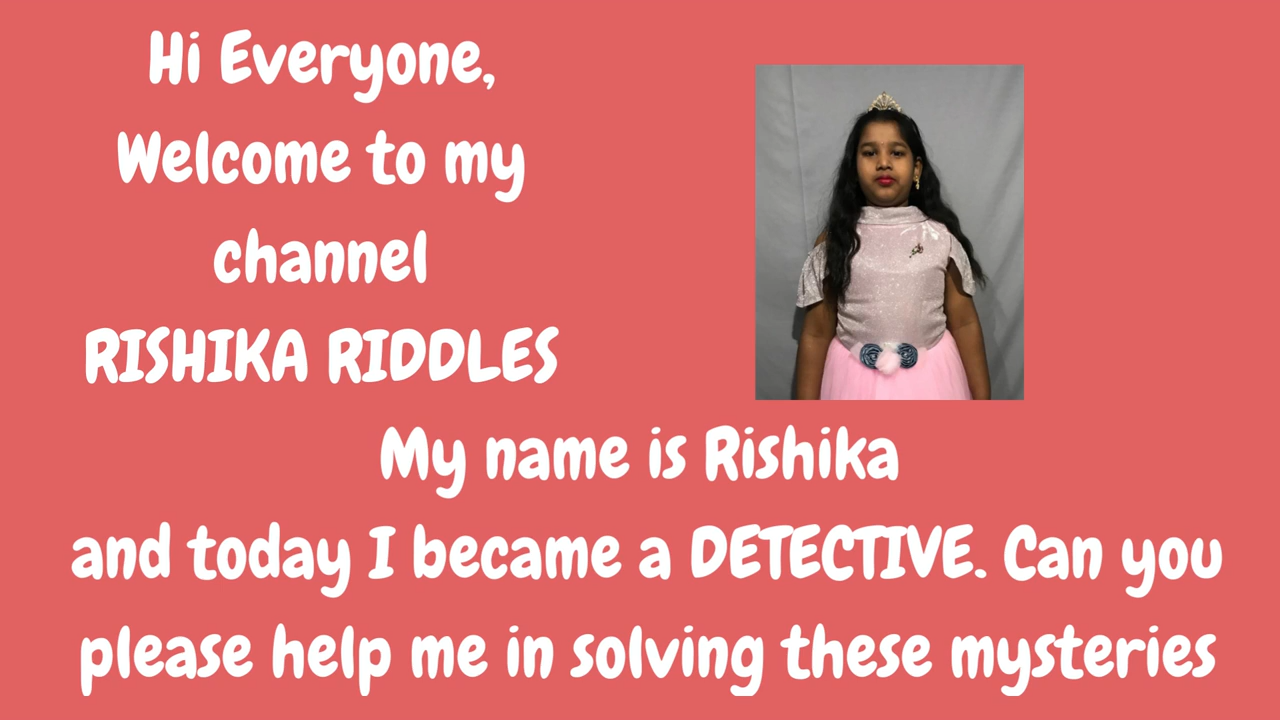 Hi Everyone,
Welcome to my
channel
RISHIKA RIDDLES
My name is Rishika
and today I became a DETECTIVE. Can you
please help me in solving these mysteries